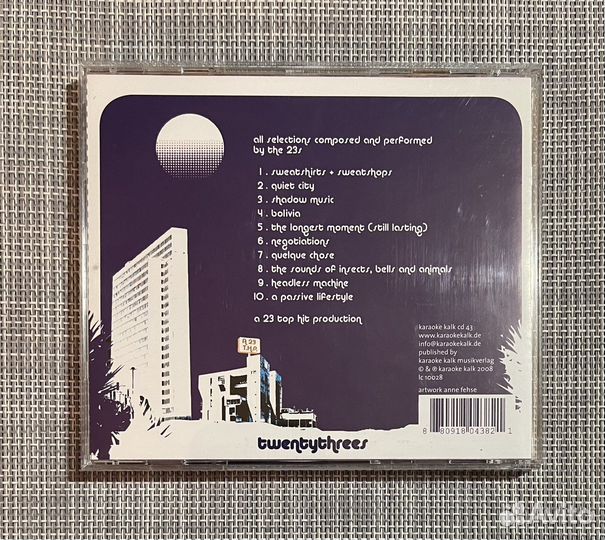 all selections composed and performed
by the 23s
1. sweatshirts + sweatshops
2. quiet city
3. shadow music
4. bolivia
5. the longest moment (still lasting)
6. negotiations
7. quelque chose
8. the sounds of insects, bells and animals
9. headless machine
10. a passive lifestyle
a 23 top hit production
A 23
T.H.P.
karaoke kalk cd 43
www.karaokekalk.de
info@karaokekalk.de
published by
karaoke kalk musikverlag
© & ℗ karaoke kalk 2008
lc 10028
artwork anne fehse
8 80918 04382 1
twentythrees
Avito